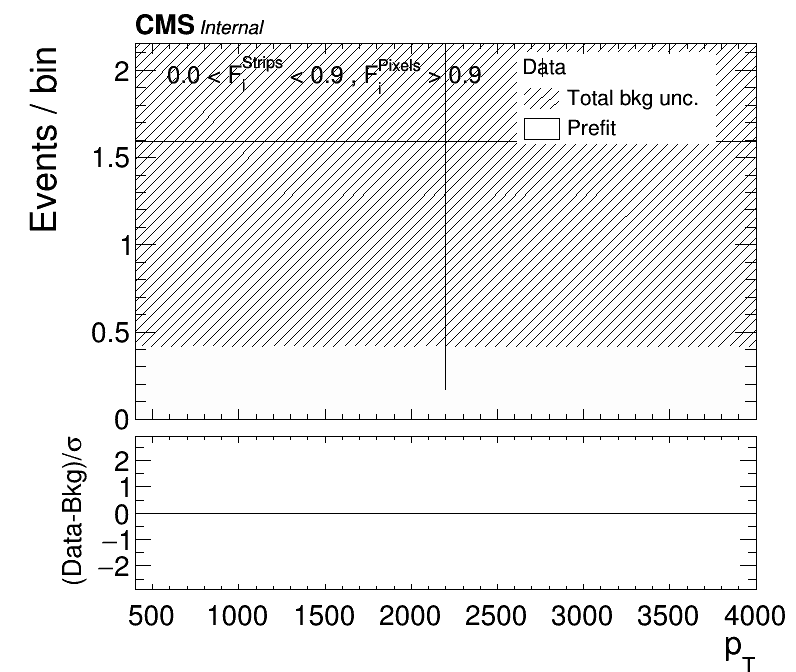 CMS Internal
Events / bin
2
1.5
1
0.5
0
0.0 < F_i^Strips < 0.9 , F_i^Pixels > 0.9
Data
Total bkg unc.
Prefit
(Data-Bkg)/σ
2
1
0
−1
−2
500 1000 1500 2000 2500 3000 3500 4000
p_T